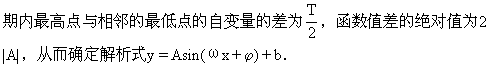 期内最高点与相邻的最低点的自变量的差为T/2，函数值差的绝对值为2
|A|，从而确定解析式y＝Asin(ωx＋φ)＋b．